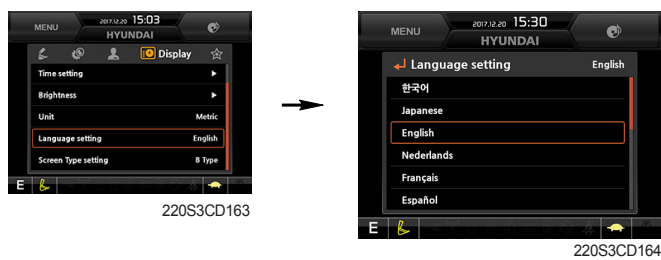 MENU
2017.12.20 15:03
HYUNDAI
Display
Time setting
Brightness
Unit Metric
Language setting English
Screen Type setting B Type
E
220S3CD163
MENU
2017.12.20 15:30
HYUNDAI
Language setting English
한국어
Japanese
English
Nederlands
Français
Español
E
220S3CD164